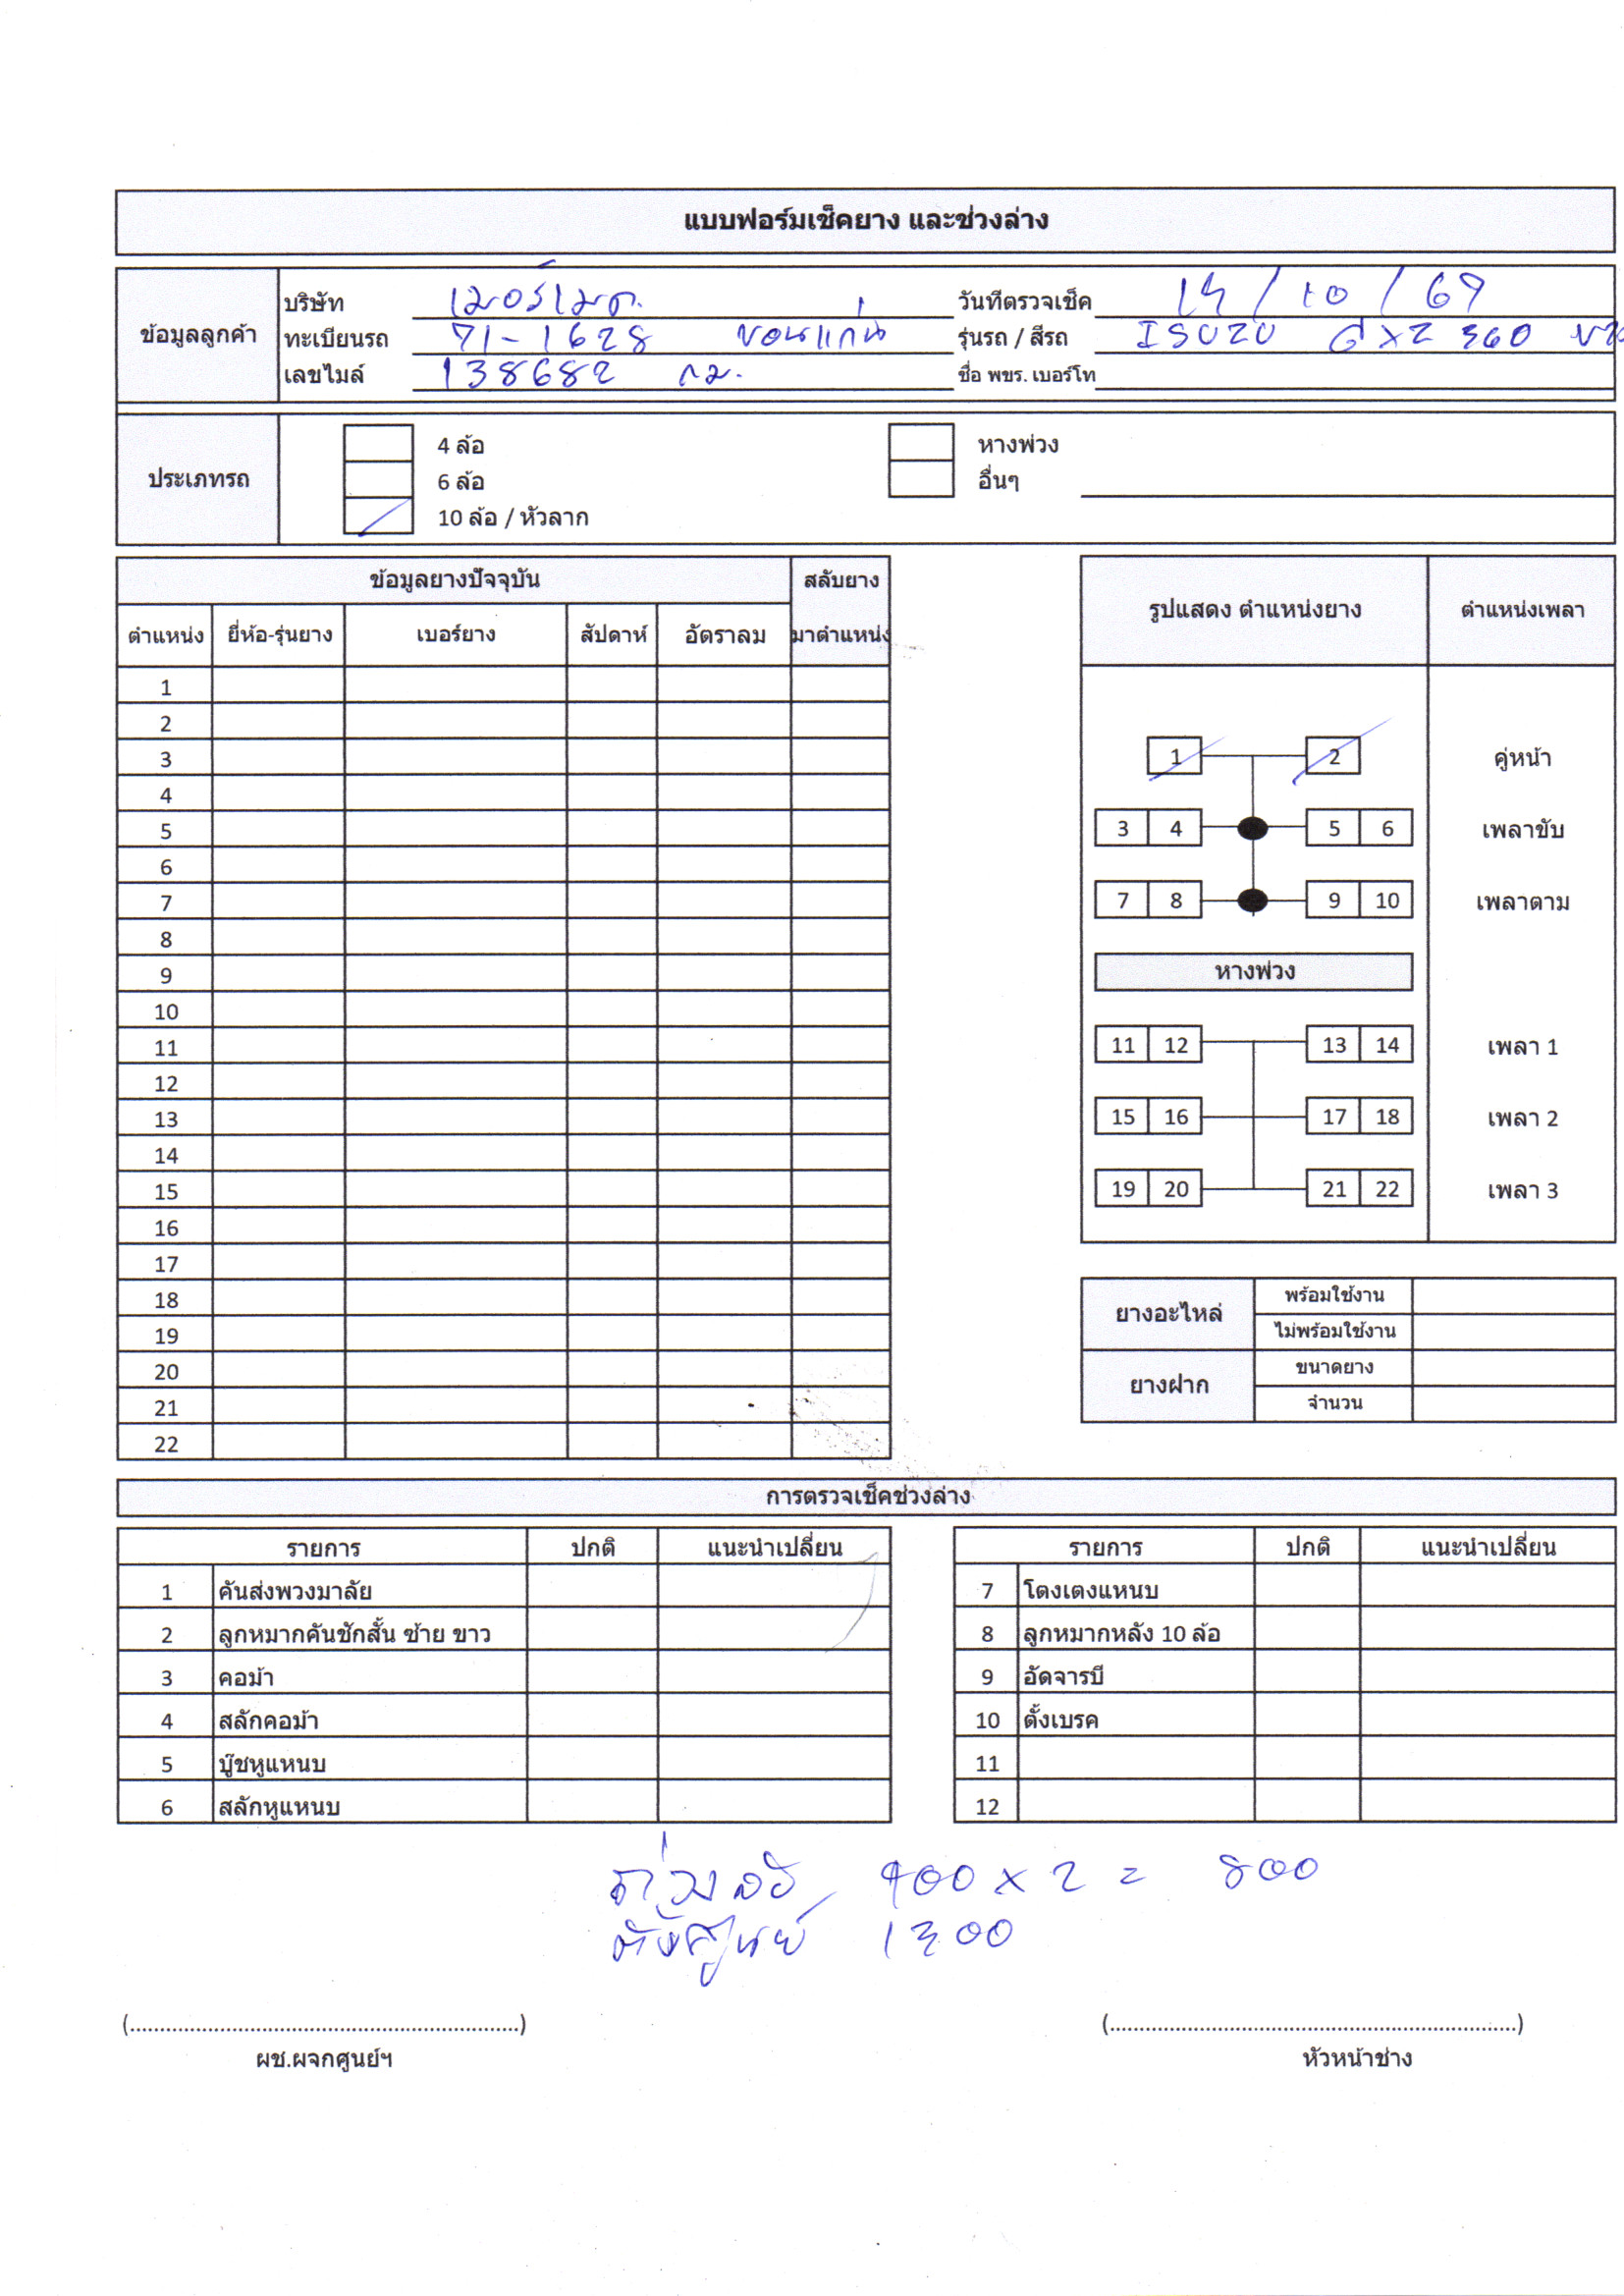 แบบฟอร์มเช็คยาง และช่วงล่าง
ข้อมูลลูกค้า
บริษัท เมอร์เมด วันที่ตรวจเช็ค / 10 / 69
ทะเบียนรถ 71-1628 ขอนแก่น รุ่นรถ / สีรถ ISUZU 360
เลขไมล์ 138682 กม. ชื่อ พขร. เบอร์โท
ประเภทรถ
4 ล้อ หางพ่วง
6 ล้อ อื่นๆ
10 ล้อ / หัวลาก
ข้อมูลยางปัจจุบัน สลับยาง
ตำแหน่ง ยี่ห้อ-รุ่นยาง เบอร์ยาง สัปดาห์ อัตราลม มาตำแหน่ง
1
2
3
4
5
6
7
8
9
10
11
12
13
14
15
16
17
18
19
20
21
22
รูปแสดง ตำแหน่งยาง ตำแหน่งเพลา
1 2 คู่หน้า
3 4 5 6 เพลาขับ
7 8 9 10 เพลาตาม
หางพ่วง
11 12 13 14 เพลา 1
15 16 17 18 เพลา 2
19 20 21 22 เพลา 3
ยางอะไหล่ พร้อมใช้งาน
ไม่พร้อมใช้งาน
ยางฝาก ขนาดยาง
จำนวน
การตรวจเช็คช่วงล่าง
รายการ ปกติ แนะนำเปลี่ยน รายการ ปกติ แนะนำเปลี่ยน
1 คันส่งพวงมาลัย 7 โตงเตงแหนบ
2 ลูกหมากคันชักสั้น ซ้าย ขาว 8 ลูกหมากหลัง 10 ล้อ
3 คอม้า 9 อัดจารบี
4 สลักคอม้า 10 ตั้งเบรค
5 บู๊ชหูแหนบ 11
6 สลักหูแหนบ 12
ถ่วงล้อ 400 x 2 = 800
ตั้งศูนย์ 1300
(..................................................................) (.....................................................................)
ผช.ผจกศูนย์ฯ หัวหน้าช่าง